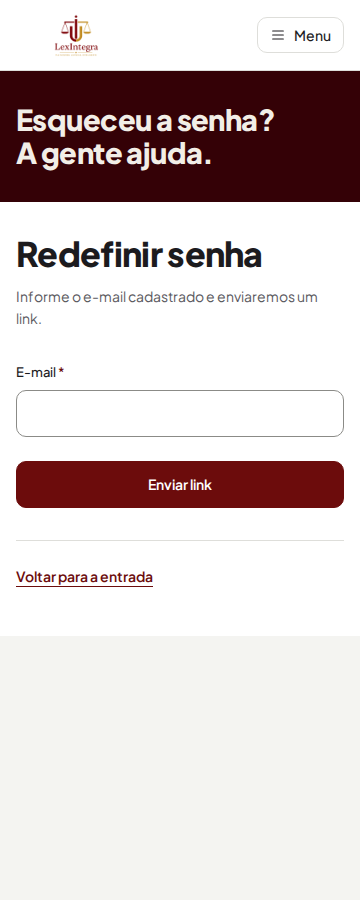 LexIntegra
Menu
Esqueceu a senha?
A gente ajuda.
Redefinir senha
Informe o e-mail cadastrado e enviaremos um
link.
E-mail *
Enviar link
Voltar para a entrada